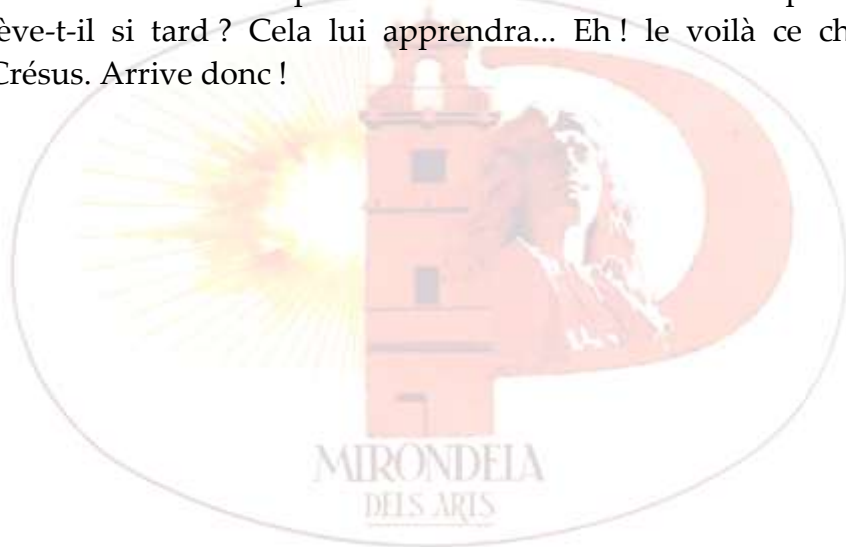 ève-t-il si tard ? Cela lui apprendra... Eh ! le voilà ce ch
Crésus. Arrive donc !
MIRONDELA
DELS ARTS